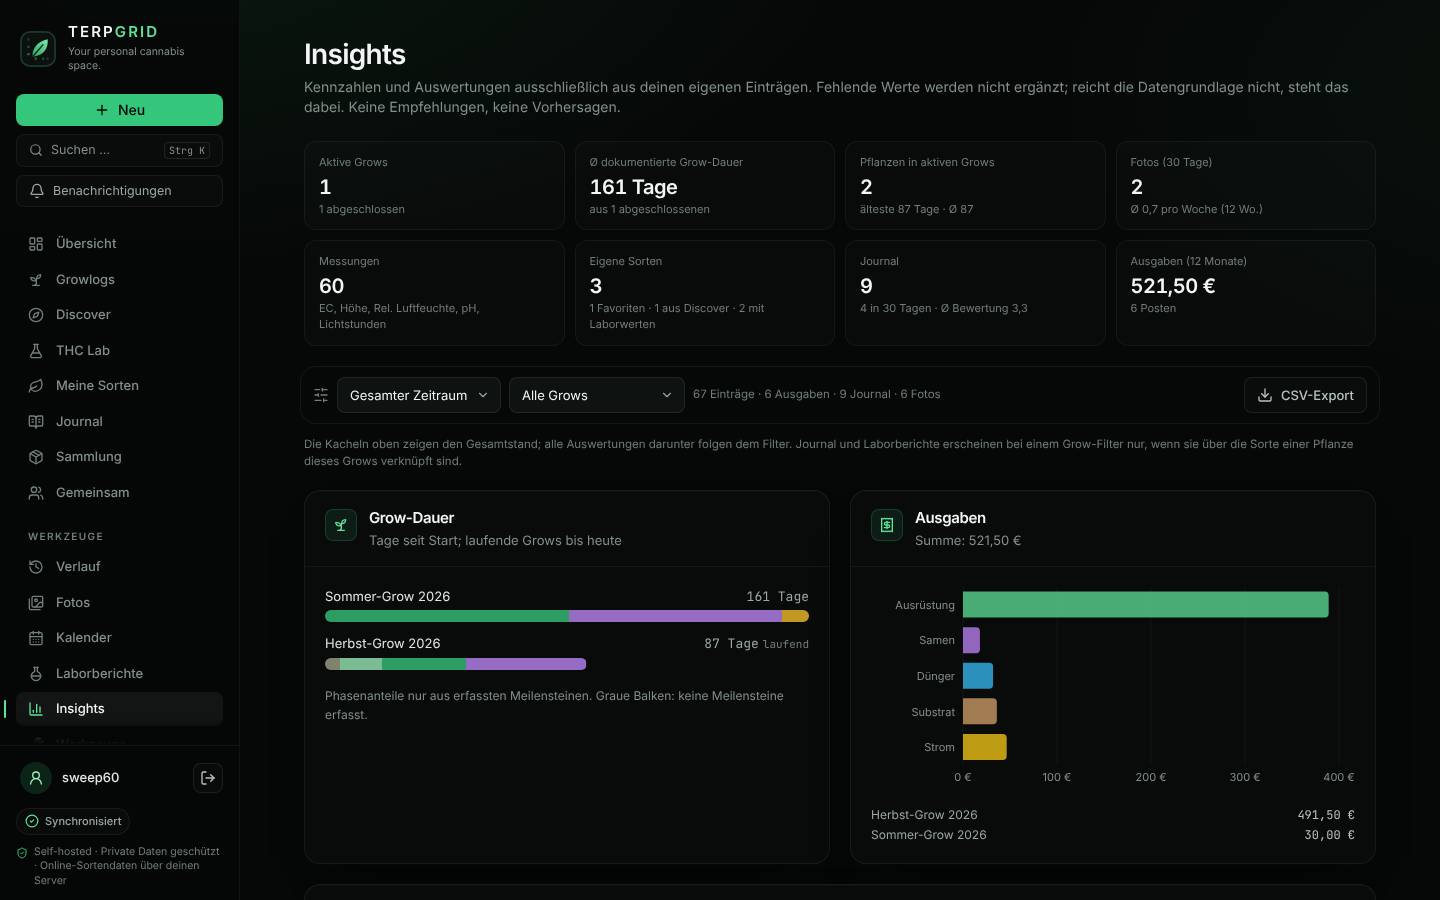 TERPGRID
Your personal cannabis
space.
Neu
Suchen ... Strg K
Benachrichtigungen
Übersicht
Growlogs
Discover
THC Lab
Meine Sorten
Journal
Sammlung
Gemeinsam
WERKZEUGE
Verlauf
Fotos
Kalender
Laborberichte
Insights
sweep60
Synchronisiert
Self-hosted · Private Daten geschützt
· Online-Sortendaten über deinen
Server
Insights
Kennzahlen und Auswertungen ausschließlich aus deinen eigenen Einträgen. Fehlende Werte werden nicht ergänzt; reicht die Datengrundlage nicht, steht das
dabei. Keine Empfehlungen, keine Vorhersagen.
Aktive Grows
1
1 abgeschlossen
Ø dokumentierte Grow-Dauer
161 Tage
aus 1 abgeschlossenen
Pflanzen in aktiven Grows
2
älteste 87 Tage · Ø 87
Fotos (30 Tage)
2
Ø 0,7 pro Woche (12 Wo.)
Messungen
60
EC, Höhe, Rel. Luftfeuchte, pH,
Lichtstunden
Eigene Sorten
3
1 Favoriten · 1 aus Discover · 2 mit
Laborwerten
Journal
9
4 in 30 Tagen · Ø Bewertung 3,3
Ausgaben (12 Monate)
521,50 €
6 Posten
Gesamter Zeitraum
Alle Grows
67 Einträge · 6 Ausgaben · 9 Journal · 6 Fotos
CSV-Export
Die Kacheln oben zeigen den Gesamtstand; alle Auswertungen darunter folgen dem Filter. Journal und Laborberichte erscheinen bei einem Grow-Filter nur, wenn sie über die Sorte einer Pflanze
dieses Grows verknüpft sind.
Grow-Dauer
Tage seit Start; laufende Grows bis heute
Sommer-Grow 2026 161 Tage
Herbst-Grow 2026 87 Tage laufend
Phasenanteile nur aus erfassten Meilensteinen. Graue Balken: keine Meilensteine
erfasst.
Ausgaben
Summe: 521,50 €
Ausrüstung
Samen
Dünger
Substrat
Strom
0 € 100 € 200 € 300 € 400 €
Herbst-Grow 2026 491,50 €
Sommer-Grow 2026 30,00 €